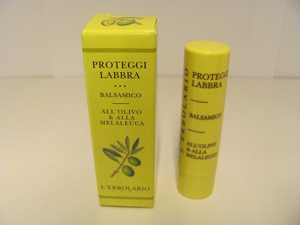 PROTEGGI
LABBRA
BALSAMICO
ALL'OLIVO
& ALLA
MELALEUCA
L'ERBOLARIO
PROTEGGI
LABBRA
BALSAMICO
ALL'OLIVO
& ALLA
MELALEUCA
L'ERBOLARIO